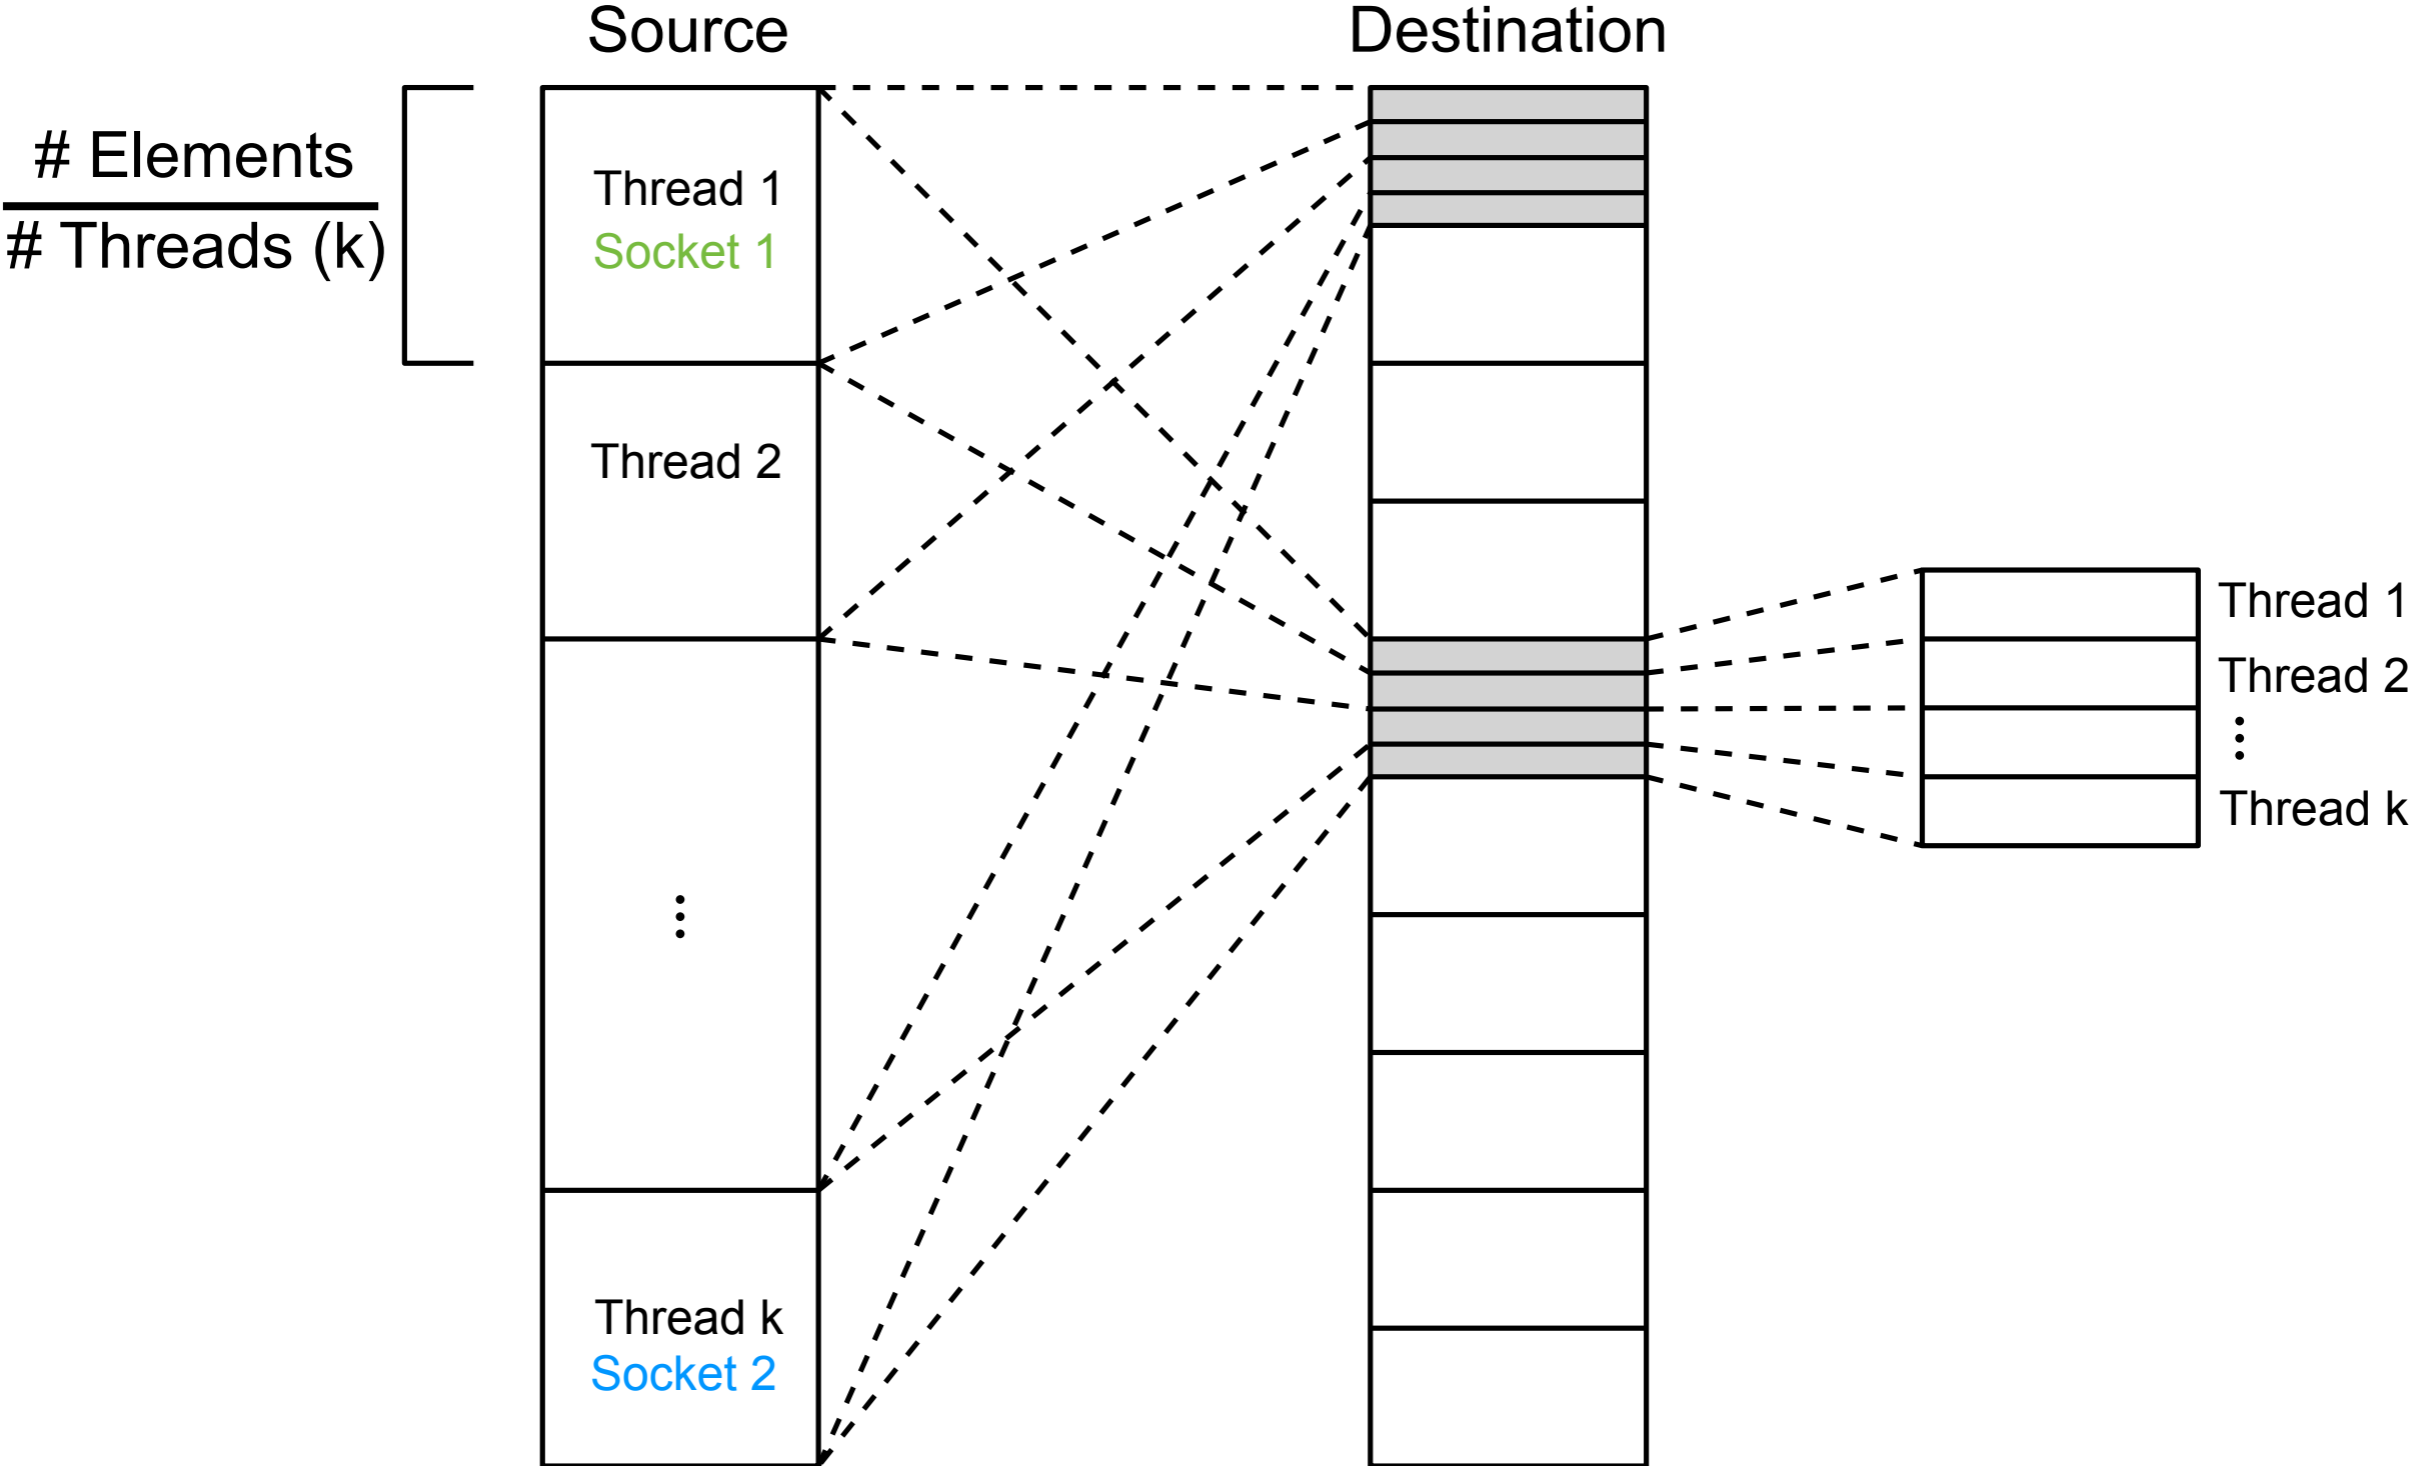 Source
Destination
# Elements
# Threads (k)
Thread 1
Socket 1
Thread 2
⋮
Thread k
Socket 2
Thread 1
Thread 2
⋮
Thread k